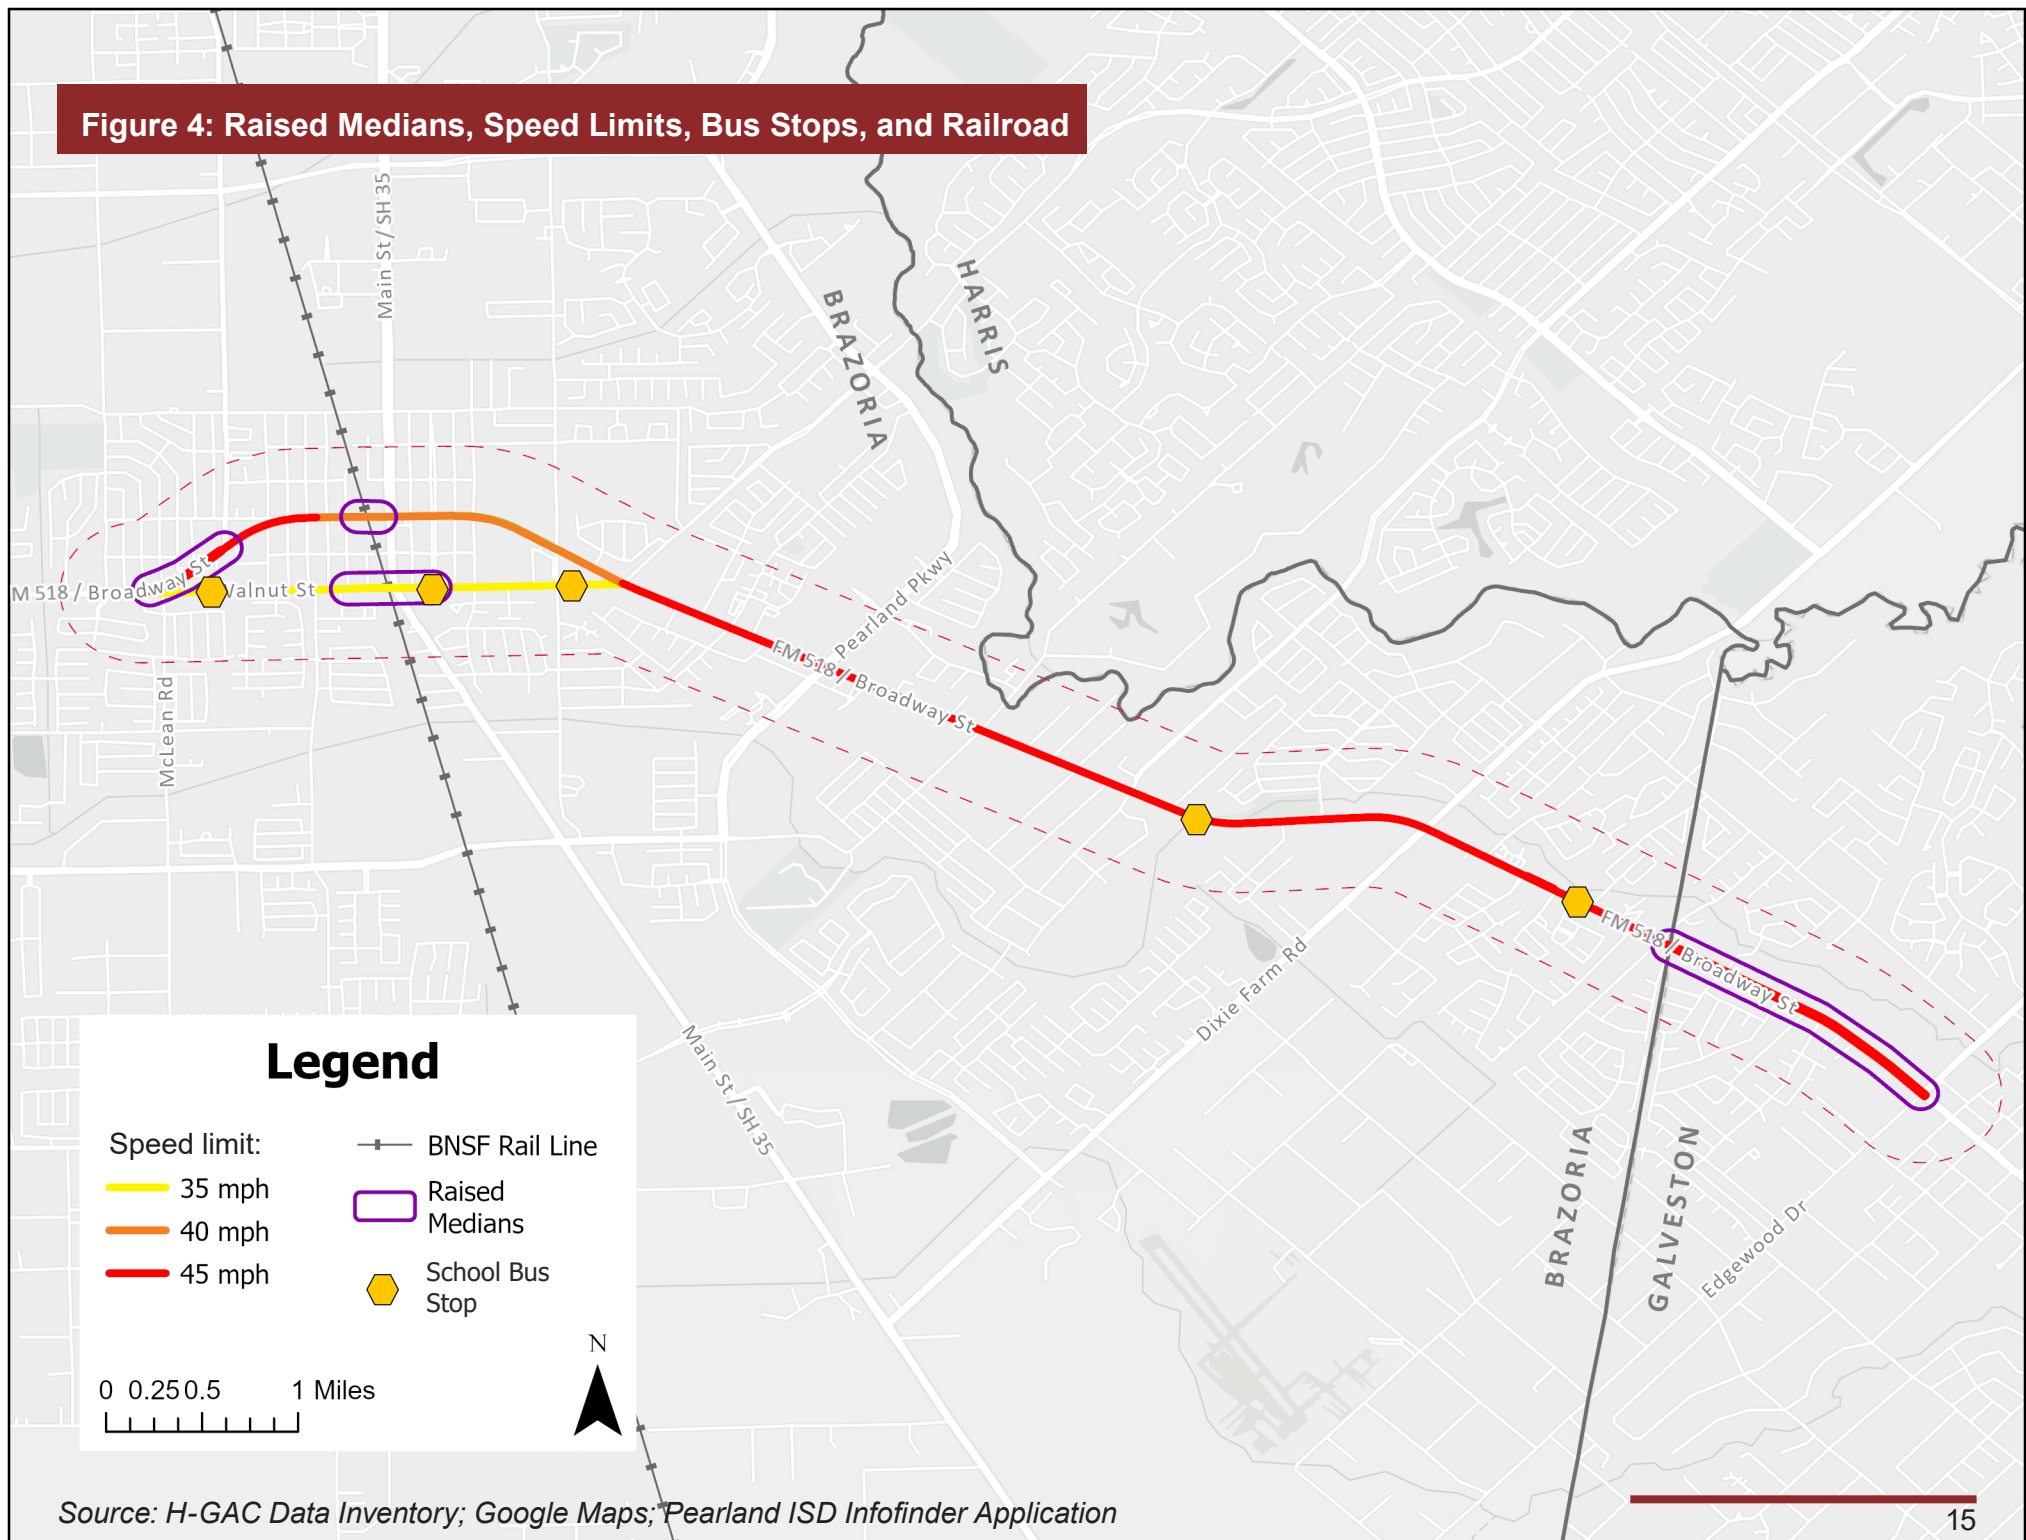 Figure 4: Raised Medians, Speed Limits, Bus Stops, and Railroad
Main St / SH 35
HARRIS
BRAZORIA
M 518 / Broadway St
Walnut St
Pearland Pkwy
FM 518 / Broadway St
McLean Rd
FM 518 / Broadway St
Dixie Farm Rd
Main St / SH 35
BRAZORIA
GALVESTON
Edgewood Dr
Legend
Speed limit:
35 mph
40 mph
45 mph
BNSF Rail Line
Raised
Medians
School Bus
Stop
N
0 0.25 0.5 1 Miles
Source: H-GAC Data Inventory; Google Maps; Pearland ISD Infofinder Application
15